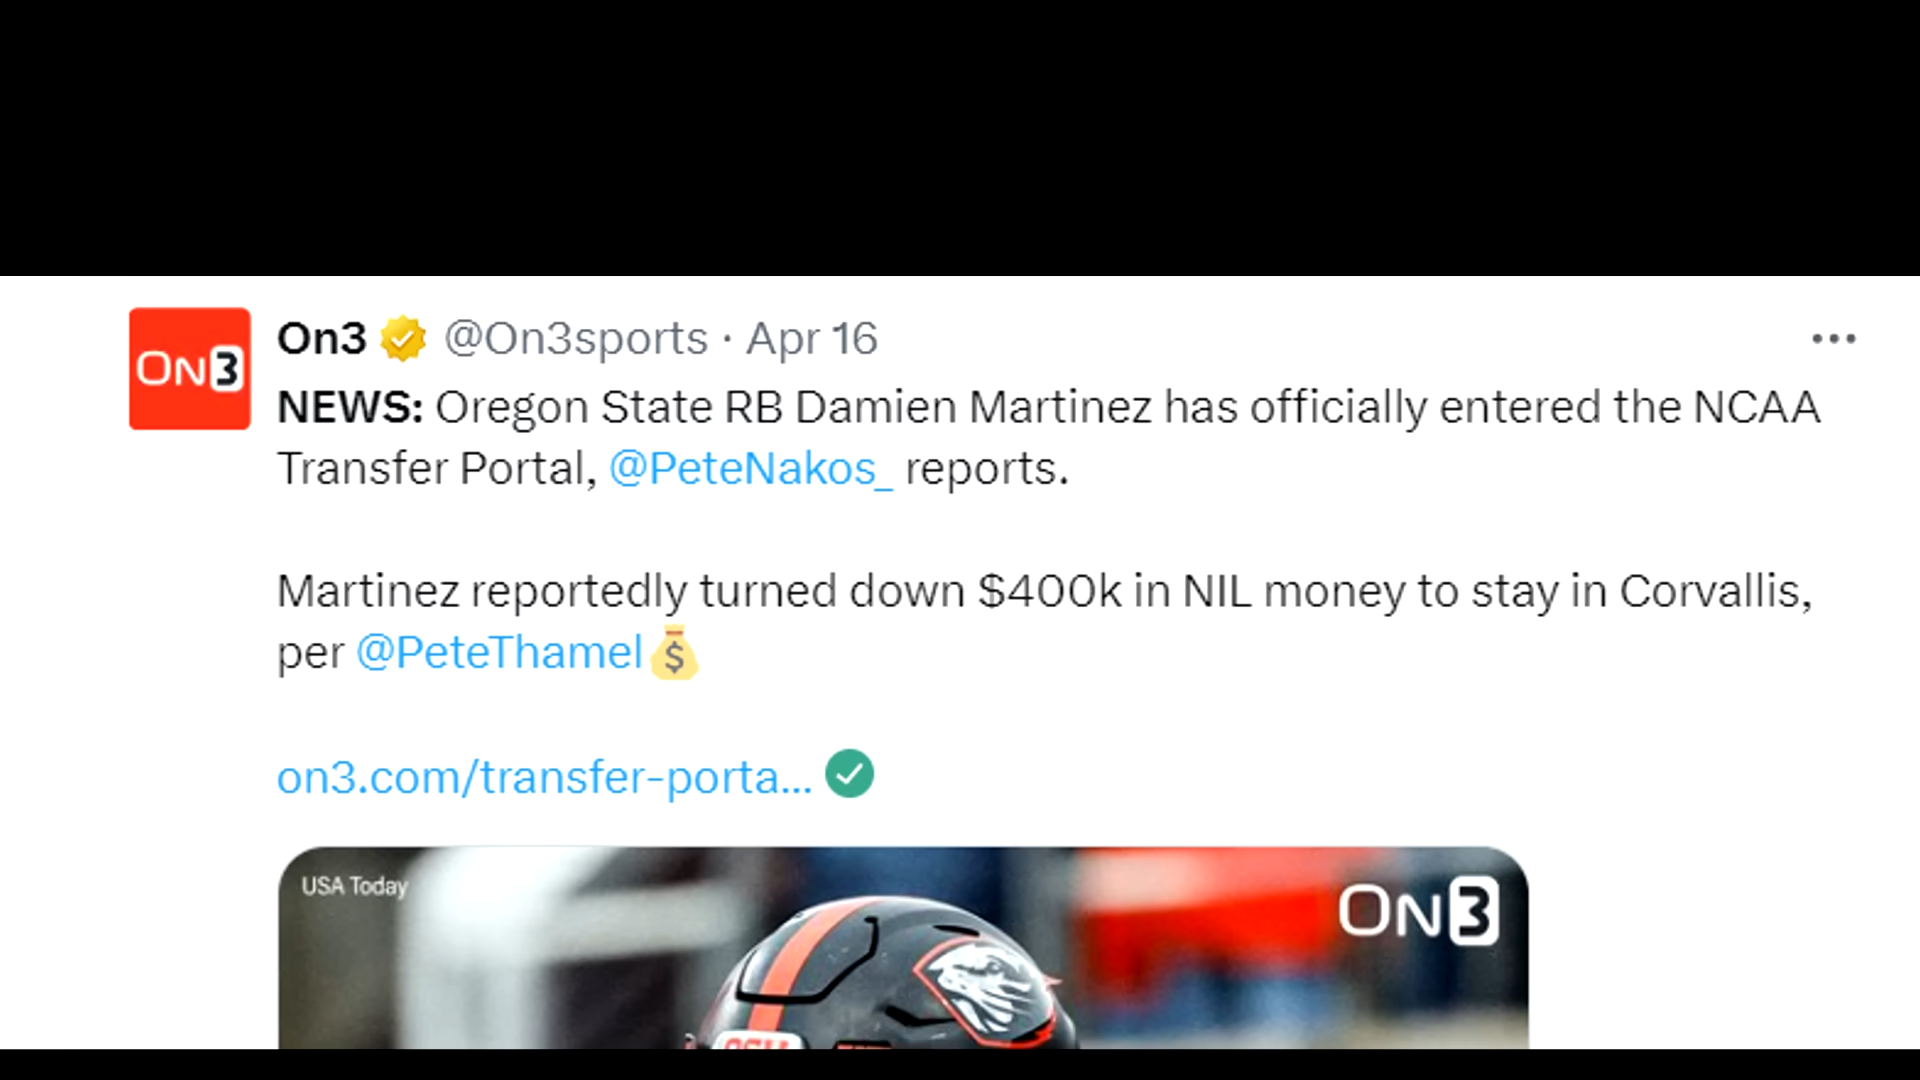 ON3
On3 @On3sports · Apr 16
NEWS: Oregon State RB Damien Martinez has officially entered the NCAA
Transfer Portal, @PeteNakos_ reports.
Martinez reportedly turned down $400k in NIL money to stay in Corvallis,
per @PeteThamel
on3.com/transfer-porta...
USA Today
ON3
OSU